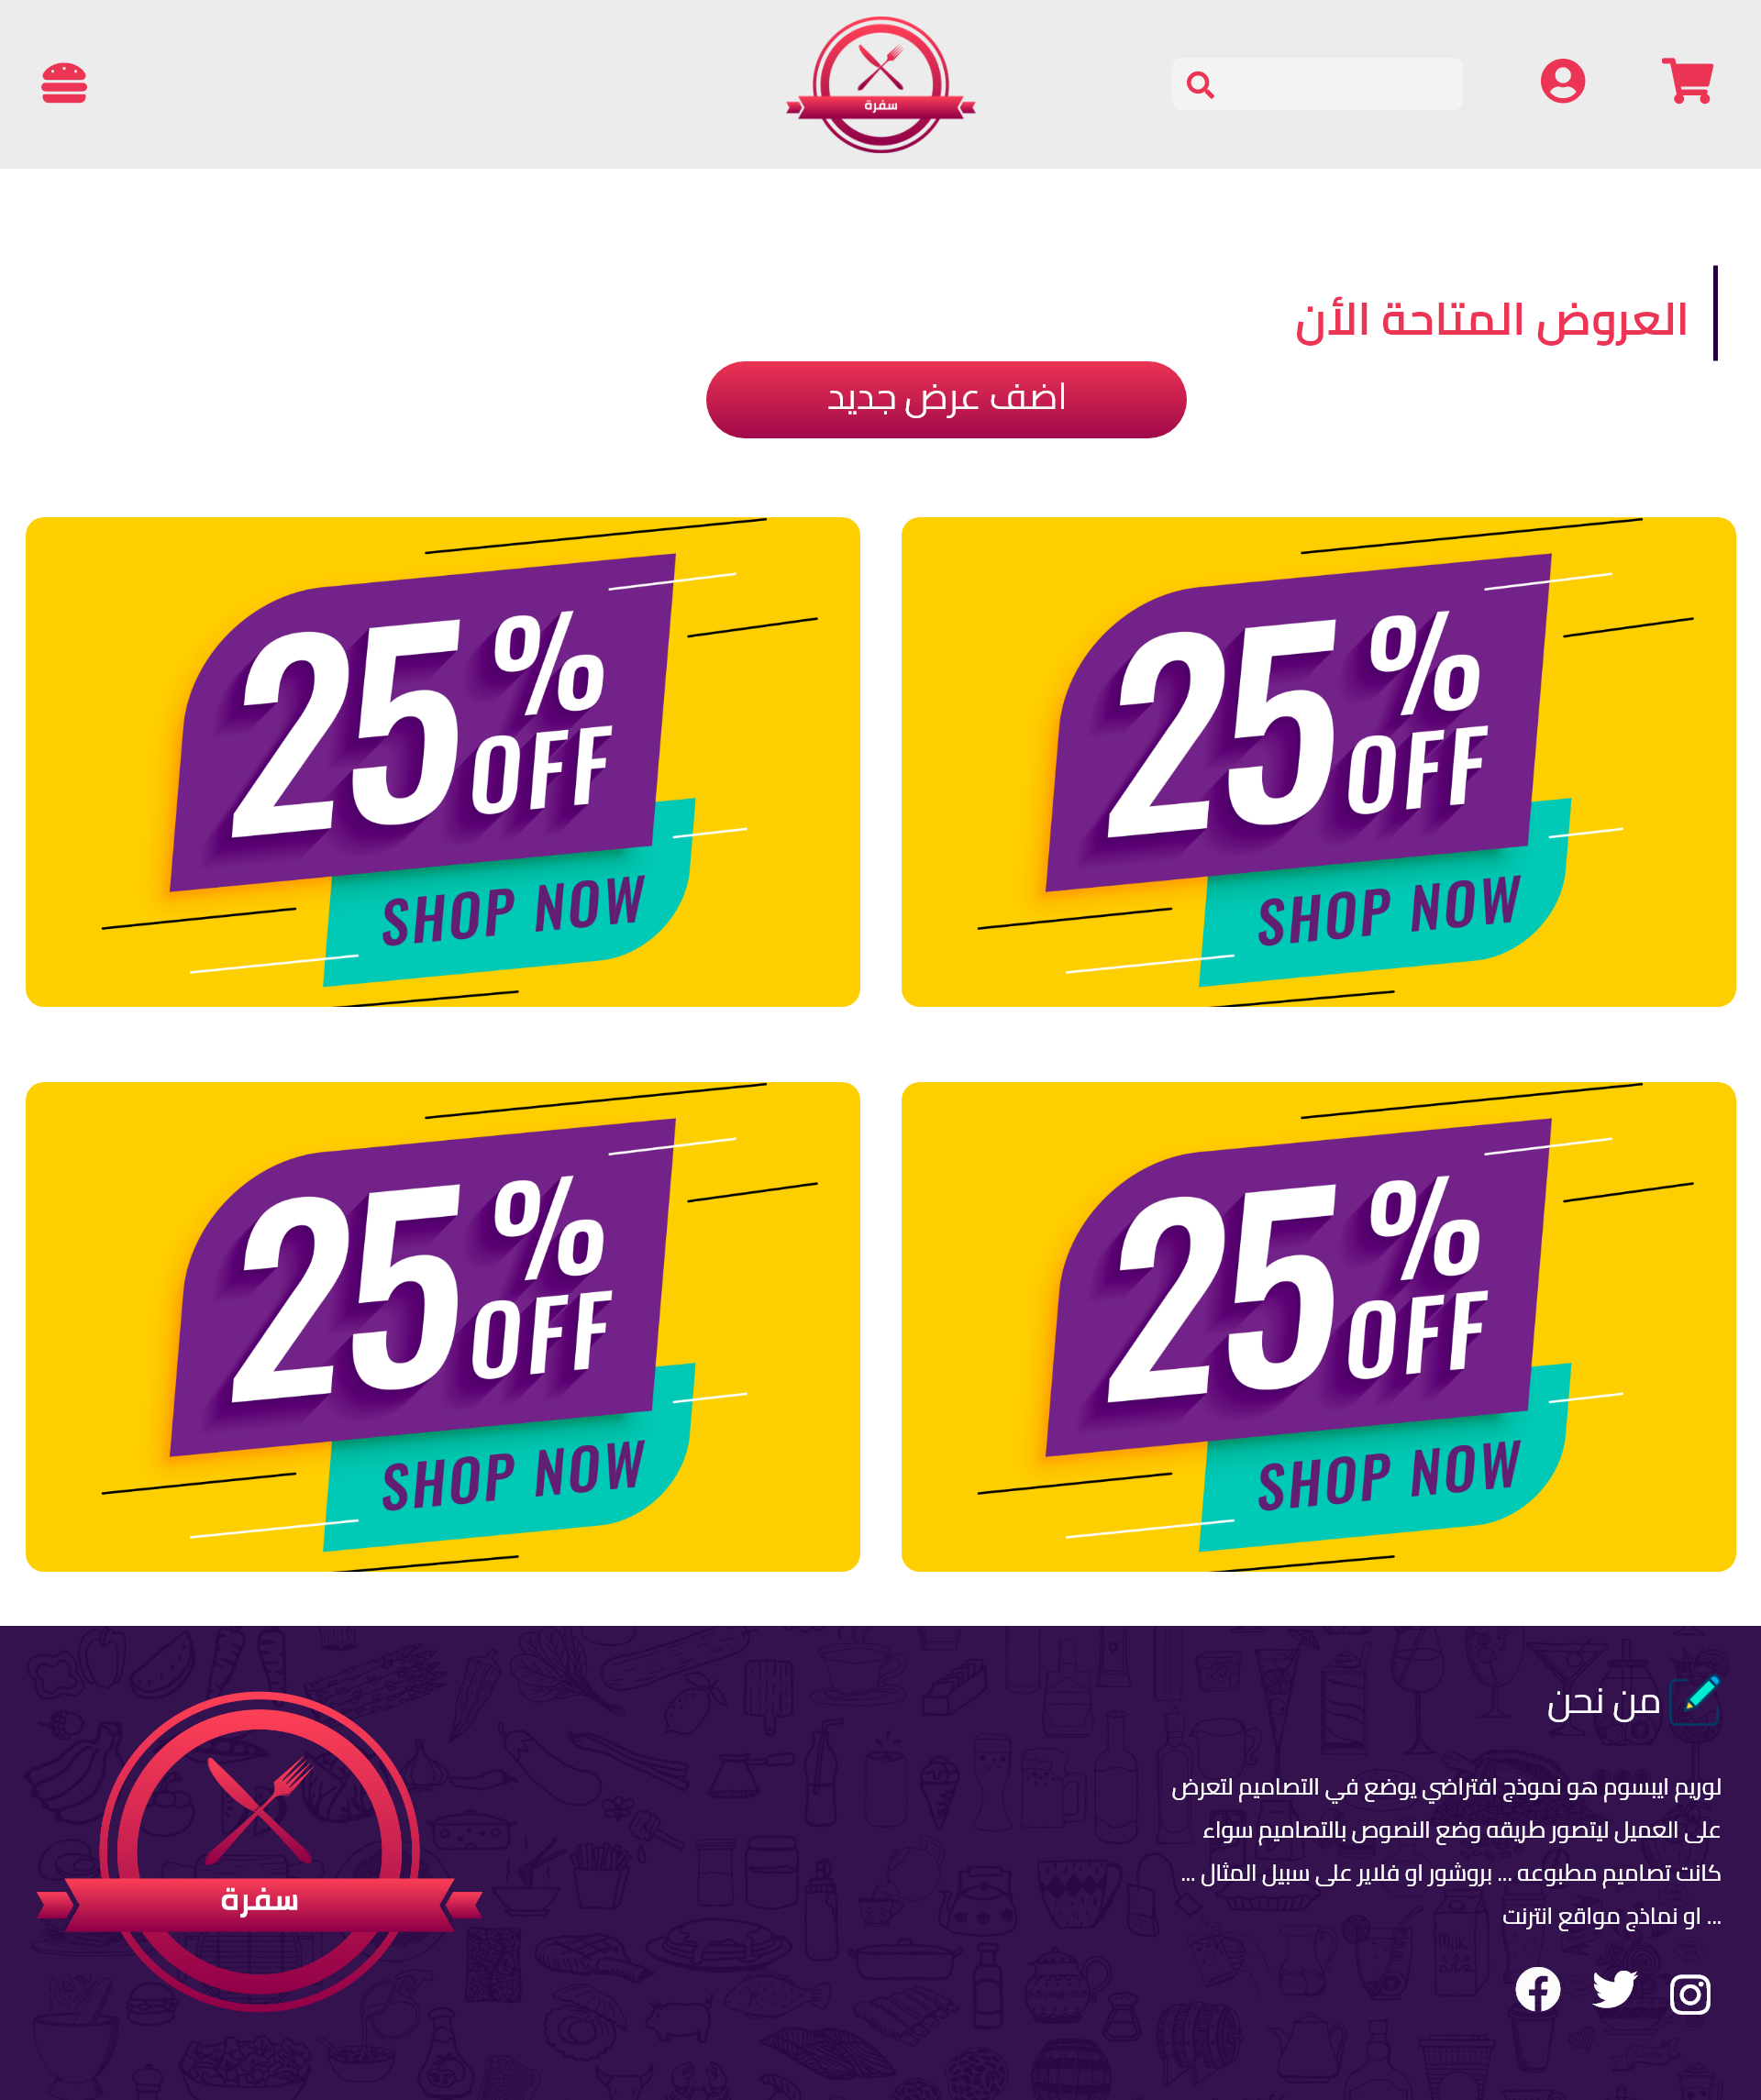 سفرة
العروض المتاحة الأن
اضف عرض جديد
25%
OFF
SHOP NOW
25%
OFF
SHOP NOW
25%
OFF
SHOP NOW
25%
OFF
SHOP NOW
من نحن
لوريم ايبسوم هو نموذج افتراضي يوضع في التصاميم لتعرض
على العميل ليتصور طريقه وضع النصوص بالتصاميم سواء
كانت تصاميم مطبوعه ... بروشور او فلاير على سبيل المثال ...
... او نماذج مواقع انترنت
سفرة